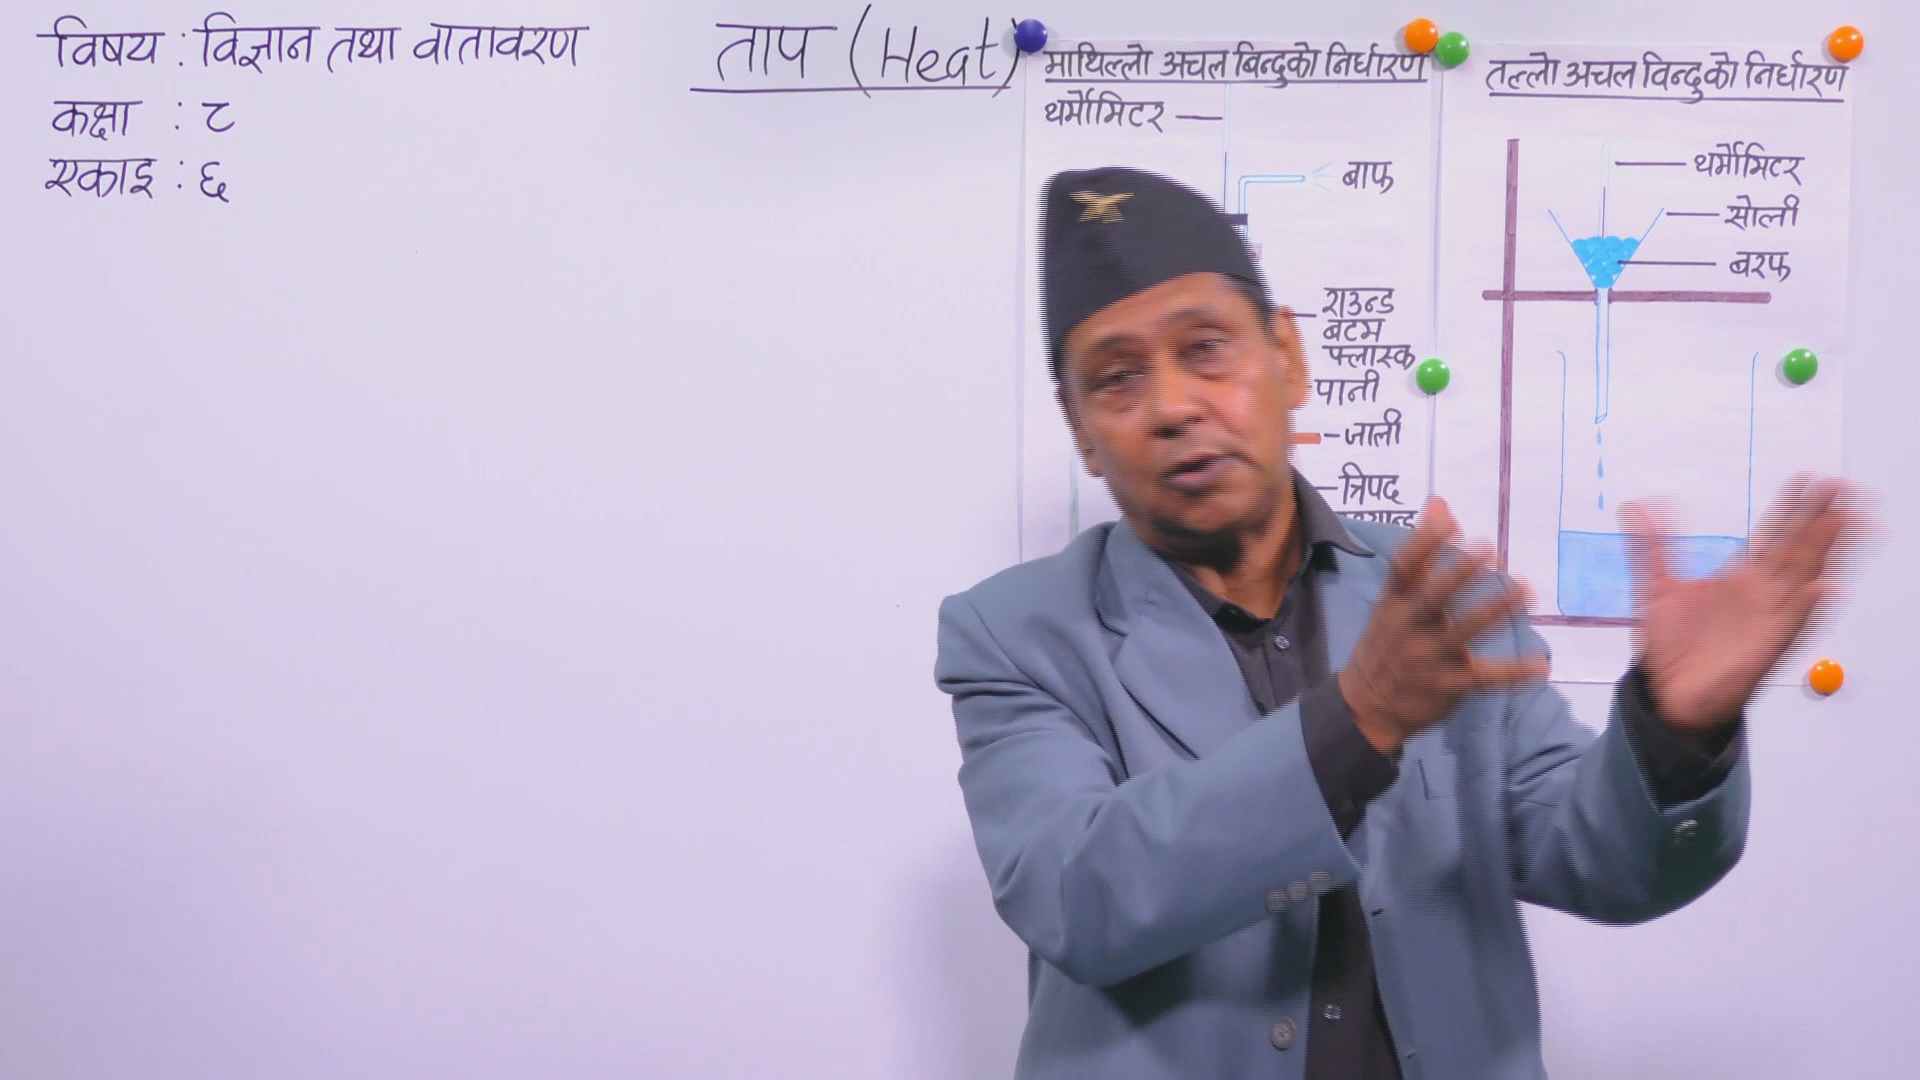 विषय : विज्ञान तथा वातावरण
कक्षा : ८
एकाइ : ६
ताप (Heat)
माथिल्लो अचल बिन्दुको निर्धारण
थर्मोमिटर
बाफ
राउन्ड
बटम
फ्लास्क
पानी
जाली
त्रिपद
तल्लो अचल विन्दुको निर्धारण
थर्मोमिटर
सोली
बरफ